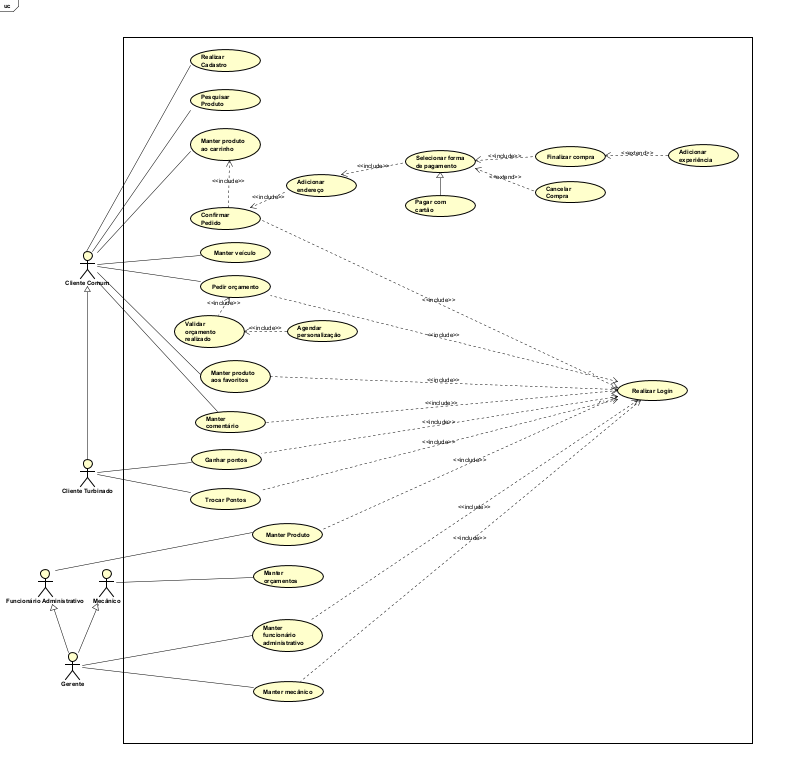 uc
Realizar
Cadastro
Pesquisar
Produto
Manter produto
ao carrinho
<<include>>
Confirmar
Pedido
Adicionar
endereço
<<include>>
<<include>>
Selecionar forma
de pagamento
Pagar com
cartão
<<include>>
Finalizar compra
<<extend>>
Adicionar
experiência
<<extend>>
Cancelar
Compra
Cliente Comum
Manter veículo
Pedir orçamento
<<include>>
Validar
orçamento
realizado
<<include>>
Agendar
personalização
<<include>>
<<include>>
Manter produto
aos favoritos
<<include>>
Realizar Login
Manter
comentário
<<include>>
<<include>>
Ganhar pontos
<<include>>
Cliente Turbinado
Trocar Pontos
<<include>>
Manter Produto
<<include>>
<<include>>
Funcionário Administrativo
Mecânico
Manter
orçamentos
Manter
funcionário
administrativo
Gerente
Manter mecânico